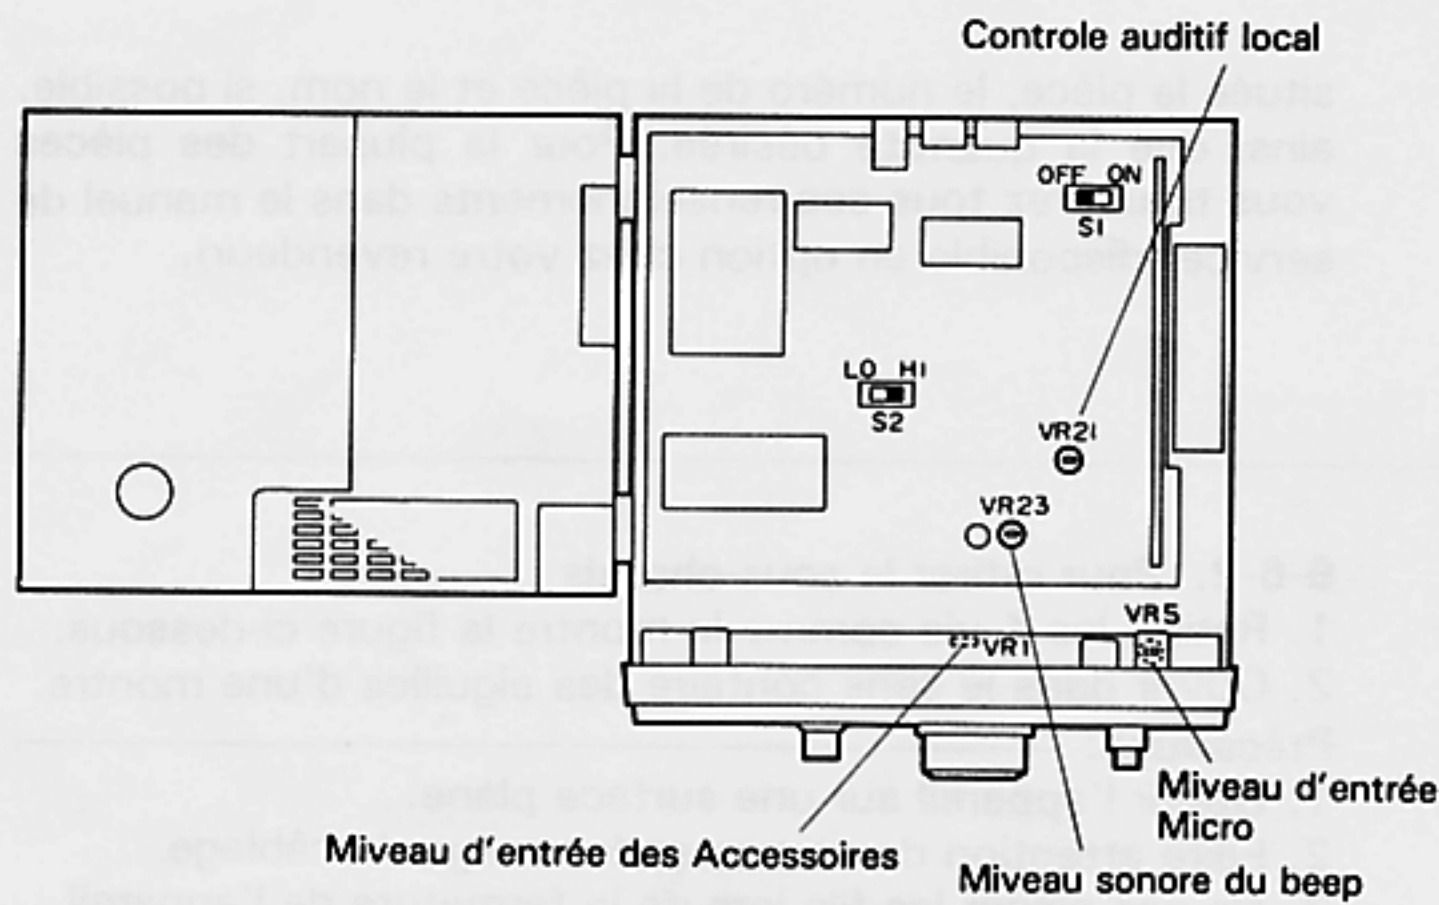 Controle auditif local
OFF ON
S1
LO HI
S2
VR21
VR23
VR5
VR1
Miveau d'entrée
Micro
Miveau d'entrée des Accessoires
Miveau sonore du beep